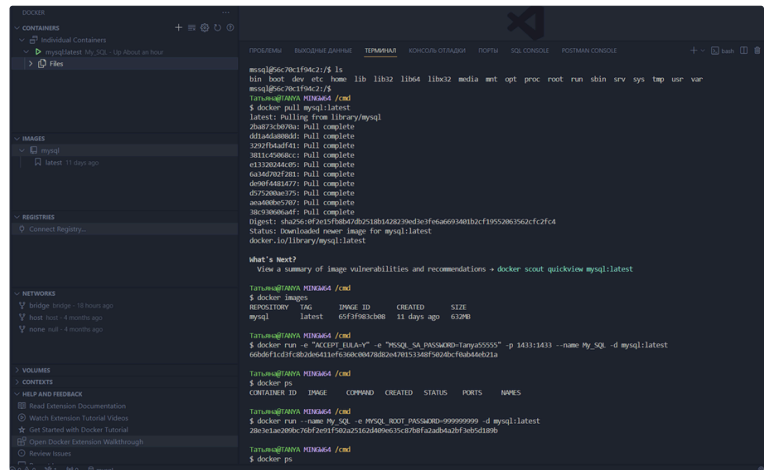 DOCKER
CONTAINERS
Individual Containers
mysql:latest My_SQL - Up About an hour
Files
IMAGES
mysql
latest 11 days ago
REGISTRIES
Connect Registry...
NETWORKS
bridge bridge - 18 hours ago
host host - 4 months ago
none null - 4 months ago
VOLUMES
CONTEXTS
HELP AND FEEDBACK
Read Extension Documentation
Watch Extension Tutorial Videos
Get Started with Docker Tutorial
Open Docker Extension Walkthrough
Review Issues
ПРОБЛЕМЫ ВЫХОДНЫЕ ДАННЫЕ ТЕРМИНАЛ КОНСОЛЬ ОТЛАДКИ ПОРТЫ SQL CONSOLE POSTMAN CONSOLE
bash
mssql@56c70c1f94c2:/$ ls
bin boot dev etc home lib lib32 lib64 libx32 media mnt opt proc root run sbin srv sys tmp usr var
mssql@56c70c1f94c2:/$
Татьяна@TANYA MINGW64 /cmd
$ docker pull mysql:latest
latest: Pulling from library/mysql
2ba873cb070a: Pull complete
dd1a4da808dd: Pull complete
3292fb4adf41: Pull complete
3811c45068cc: Pull complete
e13320244c05: Pull complete
6a34d702f281: Pull complete
de90f4481477: Pull complete
d575200ae375: Pull complete
aea400be5707: Pull complete
38c930606a4f: Pull complete
Digest: sha256:0f2e15fb8b47db2518b1428239ed3e3fe6a6693401b2cf19552063562cfc2fc4
Status: Downloaded newer image for mysql:latest
docker.io/library/mysql:latest
What's Next?
View a summary of image vulnerabilities and recommendations → docker scout quickview mysql:latest
Татьяна@TANYA MINGW64 /cmd
$ docker images
REPOSITORY TAG IMAGE ID CREATED SIZE
mysql latest 65f3f983cb08 11 days ago 632MB
Татьяна@TANYA MINGW64 /cmd
$ docker run -e "ACCEPT_EULA=Y" -e "MSSQL_SA_PASSWORD=Tanya55555" -p 1433:1433 --name My_SQL -d mysql:latest
66bd6f1cd3fc8b2de6411ef6360c00478d82e470153348f5024bcf0ab44eb21a
Татьяна@TANYA MINGW64 /cmd
$ docker ps
CONTAINER ID IMAGE COMMAND CREATED STATUS PORTS NAMES
Татьяна@TANYA MINGW64 /cmd
$ docker run --name My_SQL -e MYSQL_ROOT_PASSWORD=999999999 -d mysql:latest
28e3e1ae209bc76bf2e91f502a25162d409e635c87b8fa2adb4a2bf3eb5d189b
Татьяна@TANYA MINGW64 /cmd
$ docker ps